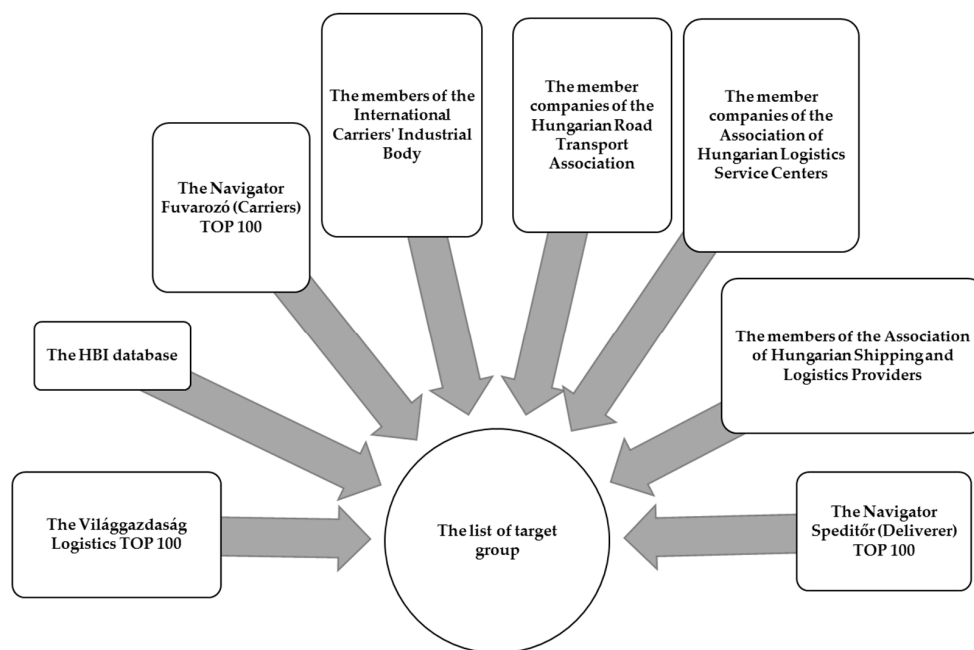 The members of the
International
Carriers' Industrial
Body
The member
companies of the
Hungarian Road
Transport
Association
The member
companies of the
Association of
Hungarian Logistics
Service Centers
The Navigator
Fuvarozó (Carriers)
TOP 100
The members of the Association
of Hungarian Shipping and
Logistics Providers
The HBI database
The Világgazdaság
Logistics TOP 100
The list of target
group
The Navigator
Speditőr (Deliverer)
TOP 100